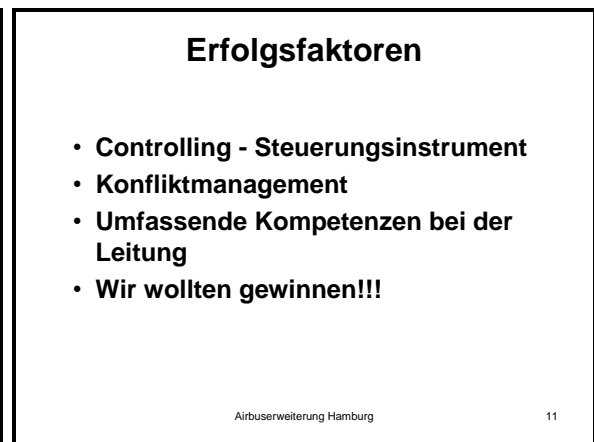 Erfolgsfaktoren
• Controlling - Steuerungsinstrument
• Konfliktmanagement
• Umfassende Kompetenzen bei der
Leitung
• Wir wollten gewinnen!!!
Airbuserweiterung Hamburg 11